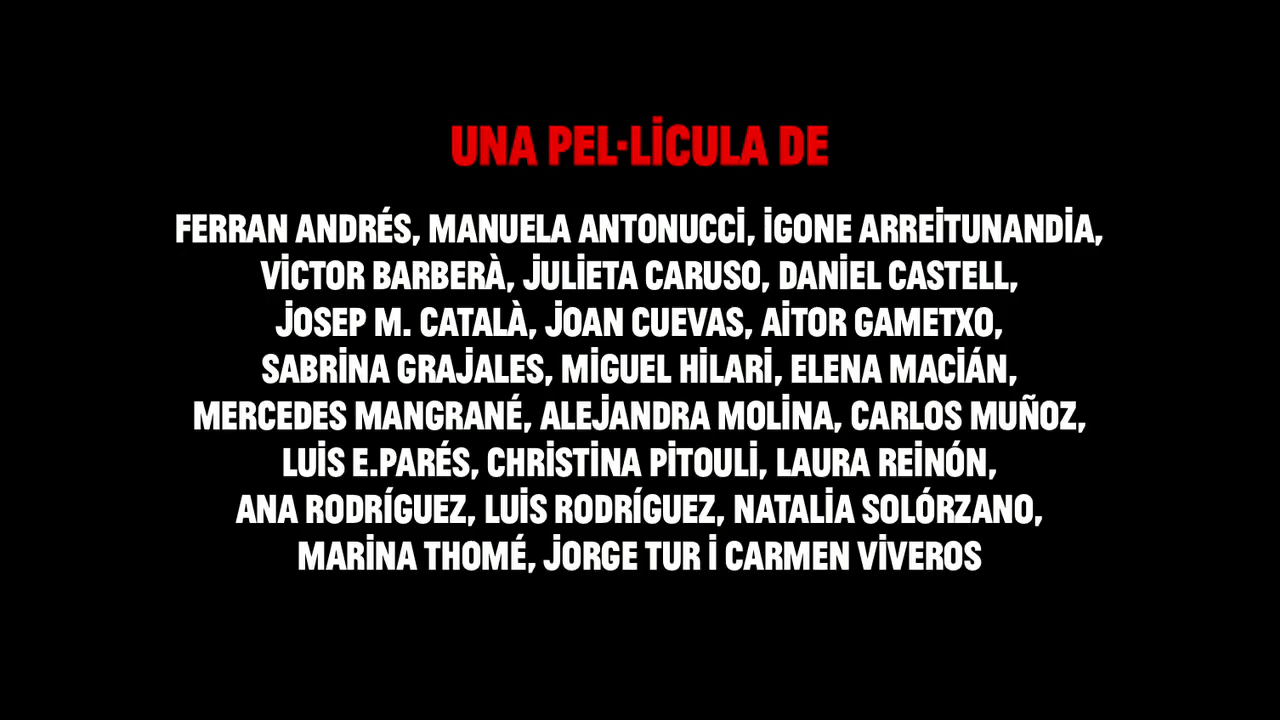 UNA PEL·LÍCULA DE
FERRAN ANDRÉS, MANUELA ANTONUCCI, IGONE ARREITUNANDIA,
VÍCTOR BARBERÀ, JULIETA CARUSO, DANIEL CASTELL,
JOSEP M. CATALÀ, JOAN CUEVAS, AITOR GAMETXO,
SABRINA GRAJALES, MIGUEL HILARI, ELENA MACIÁN,
MERCEDES MANGRANÉ, ALEJANDRA MOLINA, CARLOS MUÑOZ,
LUIS E.PARÉS, CHRISTINA PITOULI, LAURA REINÓN,
ANA RODRÍGUEZ, LUIS RODRÍGUEZ, NATALIA SOLÓRZANO,
MARINA THOMÉ, JORGE TUR I CARMEN VIVEROS